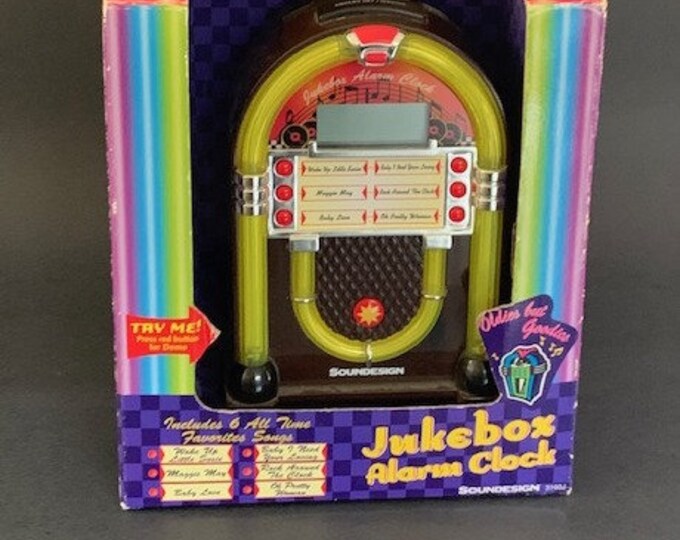 Jukebox Alarm Clock
Wake Up Little Susie
Baby I Need Your Loving
Maggie May
Rock Around The Clock
Baby Love
Oh Pretty Woman
SOUNDESIGN
TRY ME!
Press red button
for Demo
Oldies but
Goodies
Includes 6 All Time
Favorites Songs
Wake Up
Little Susie
Baby I Need
Your Loving
Maggie May
Rock Around
The Clock
Baby Love
Oh Pretty
Woman
Jukebox
Alarm Clock
SOUNDESIGN